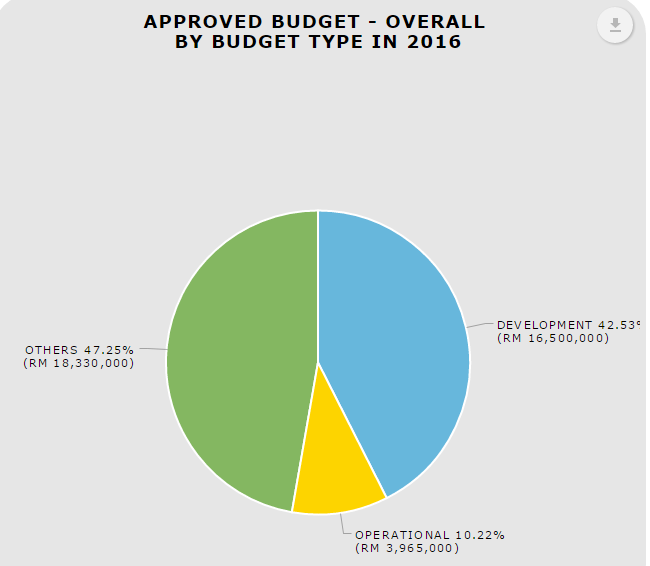 APPROVED BUDGET - OVERALL
BY BUDGET TYPE IN 2016
DEVELOPMENT 42.53%
(RM 16,500,000)
OTHERS 47.25%
(RM 18,330,000)
OPERATIONAL 10.22%
(RM 3,965,000)